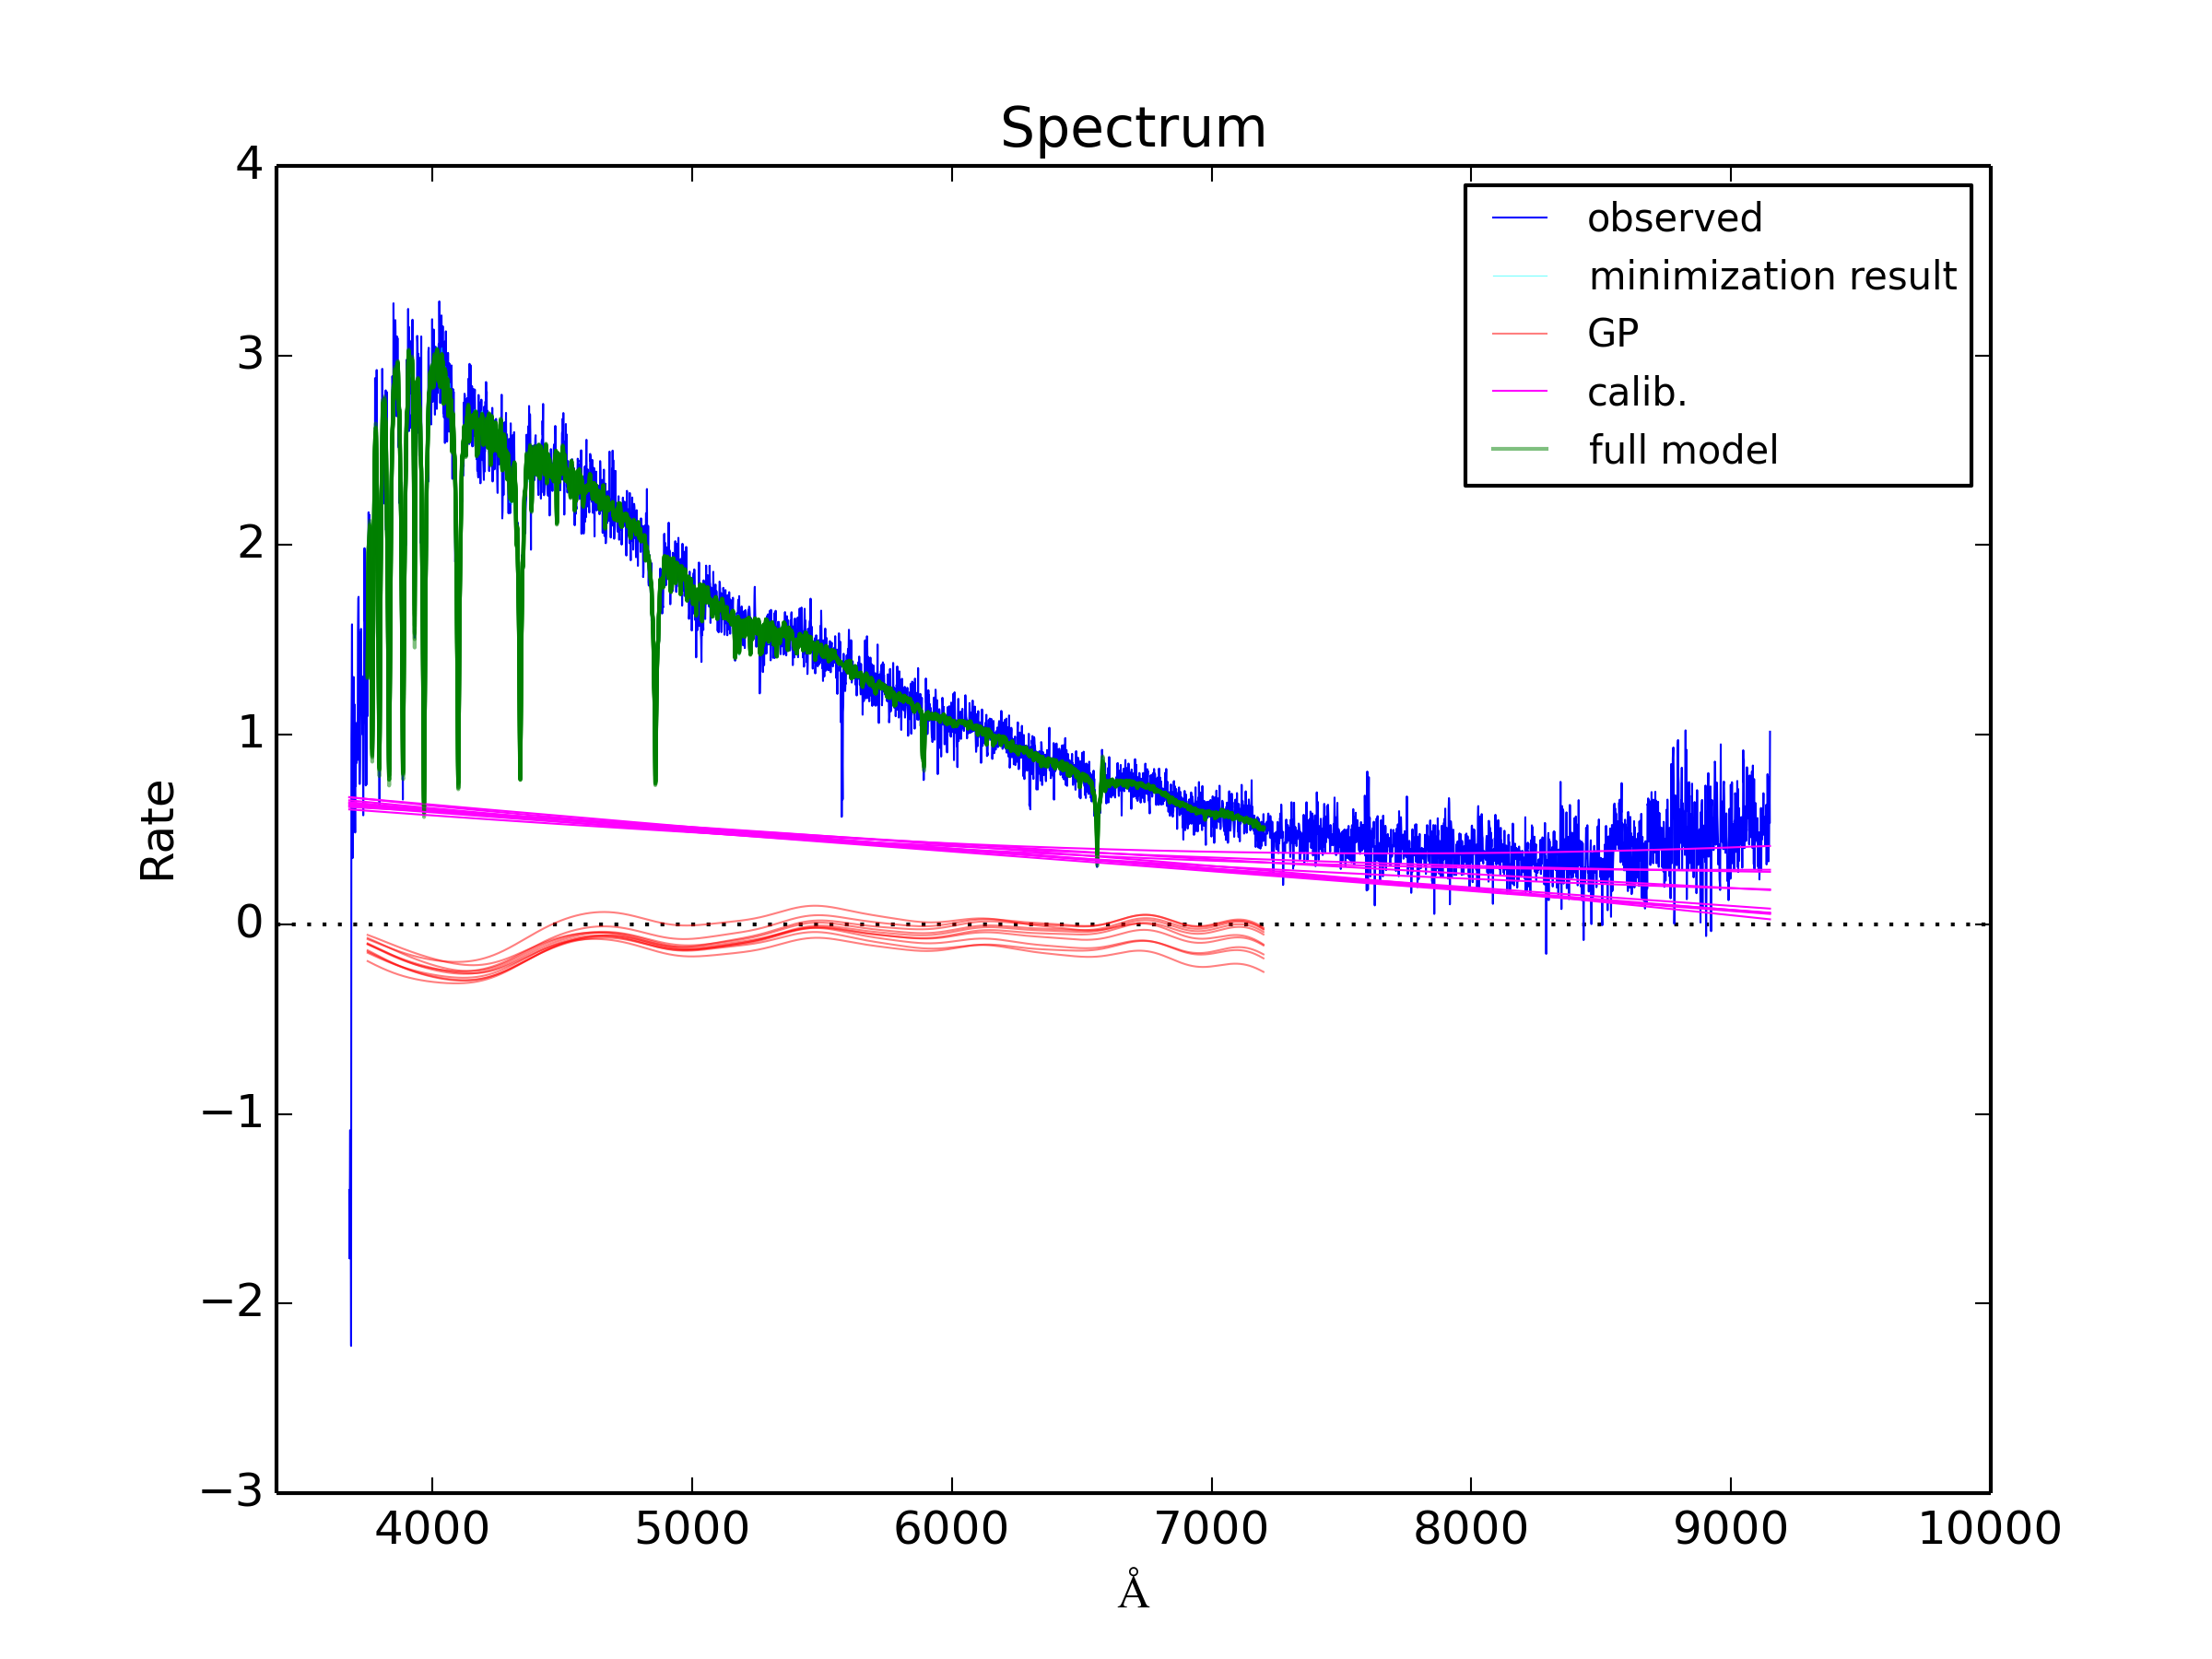 Spectrum
4
3
2
1
0
−1
−2
−3
Rate
observed
minimization result
GP
calib.
full model
4000 5000 6000 7000 8000 9000 10000
Å